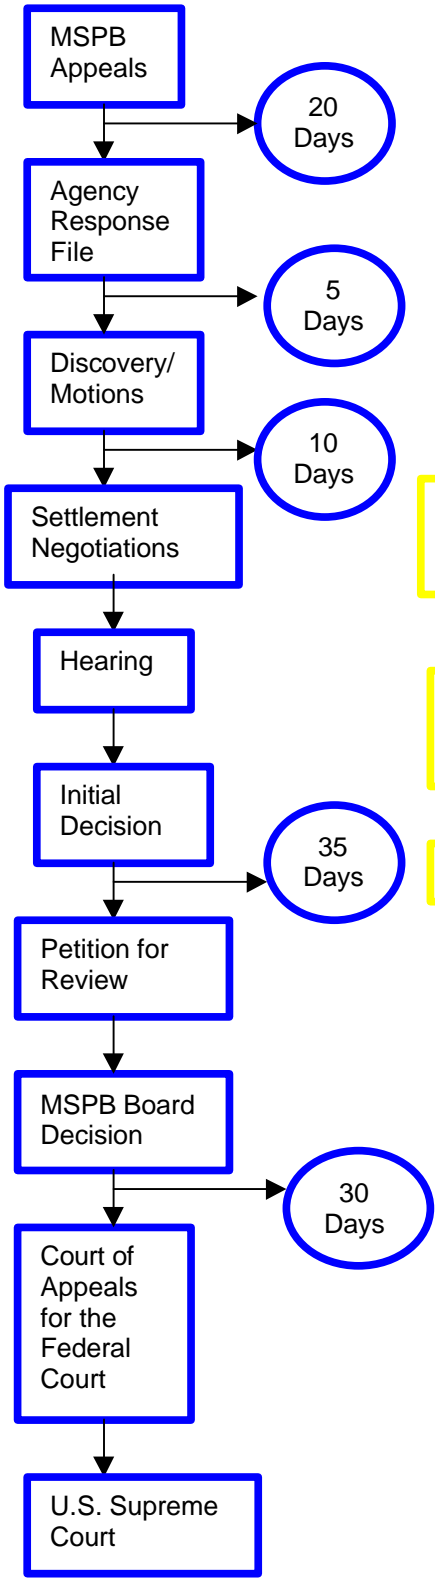 MSPB
Appeals
20
Days
Agency
Response
File
5
Days
Discovery/
Motions
10
Days
Settlement
Negotiations
Hearing
Initial
Decision
35
Days
Petition for
Review
MSPB Board
Decision
30
Days
Court of
Appeals
for the
Federal
Court
U.S. Supreme
Court